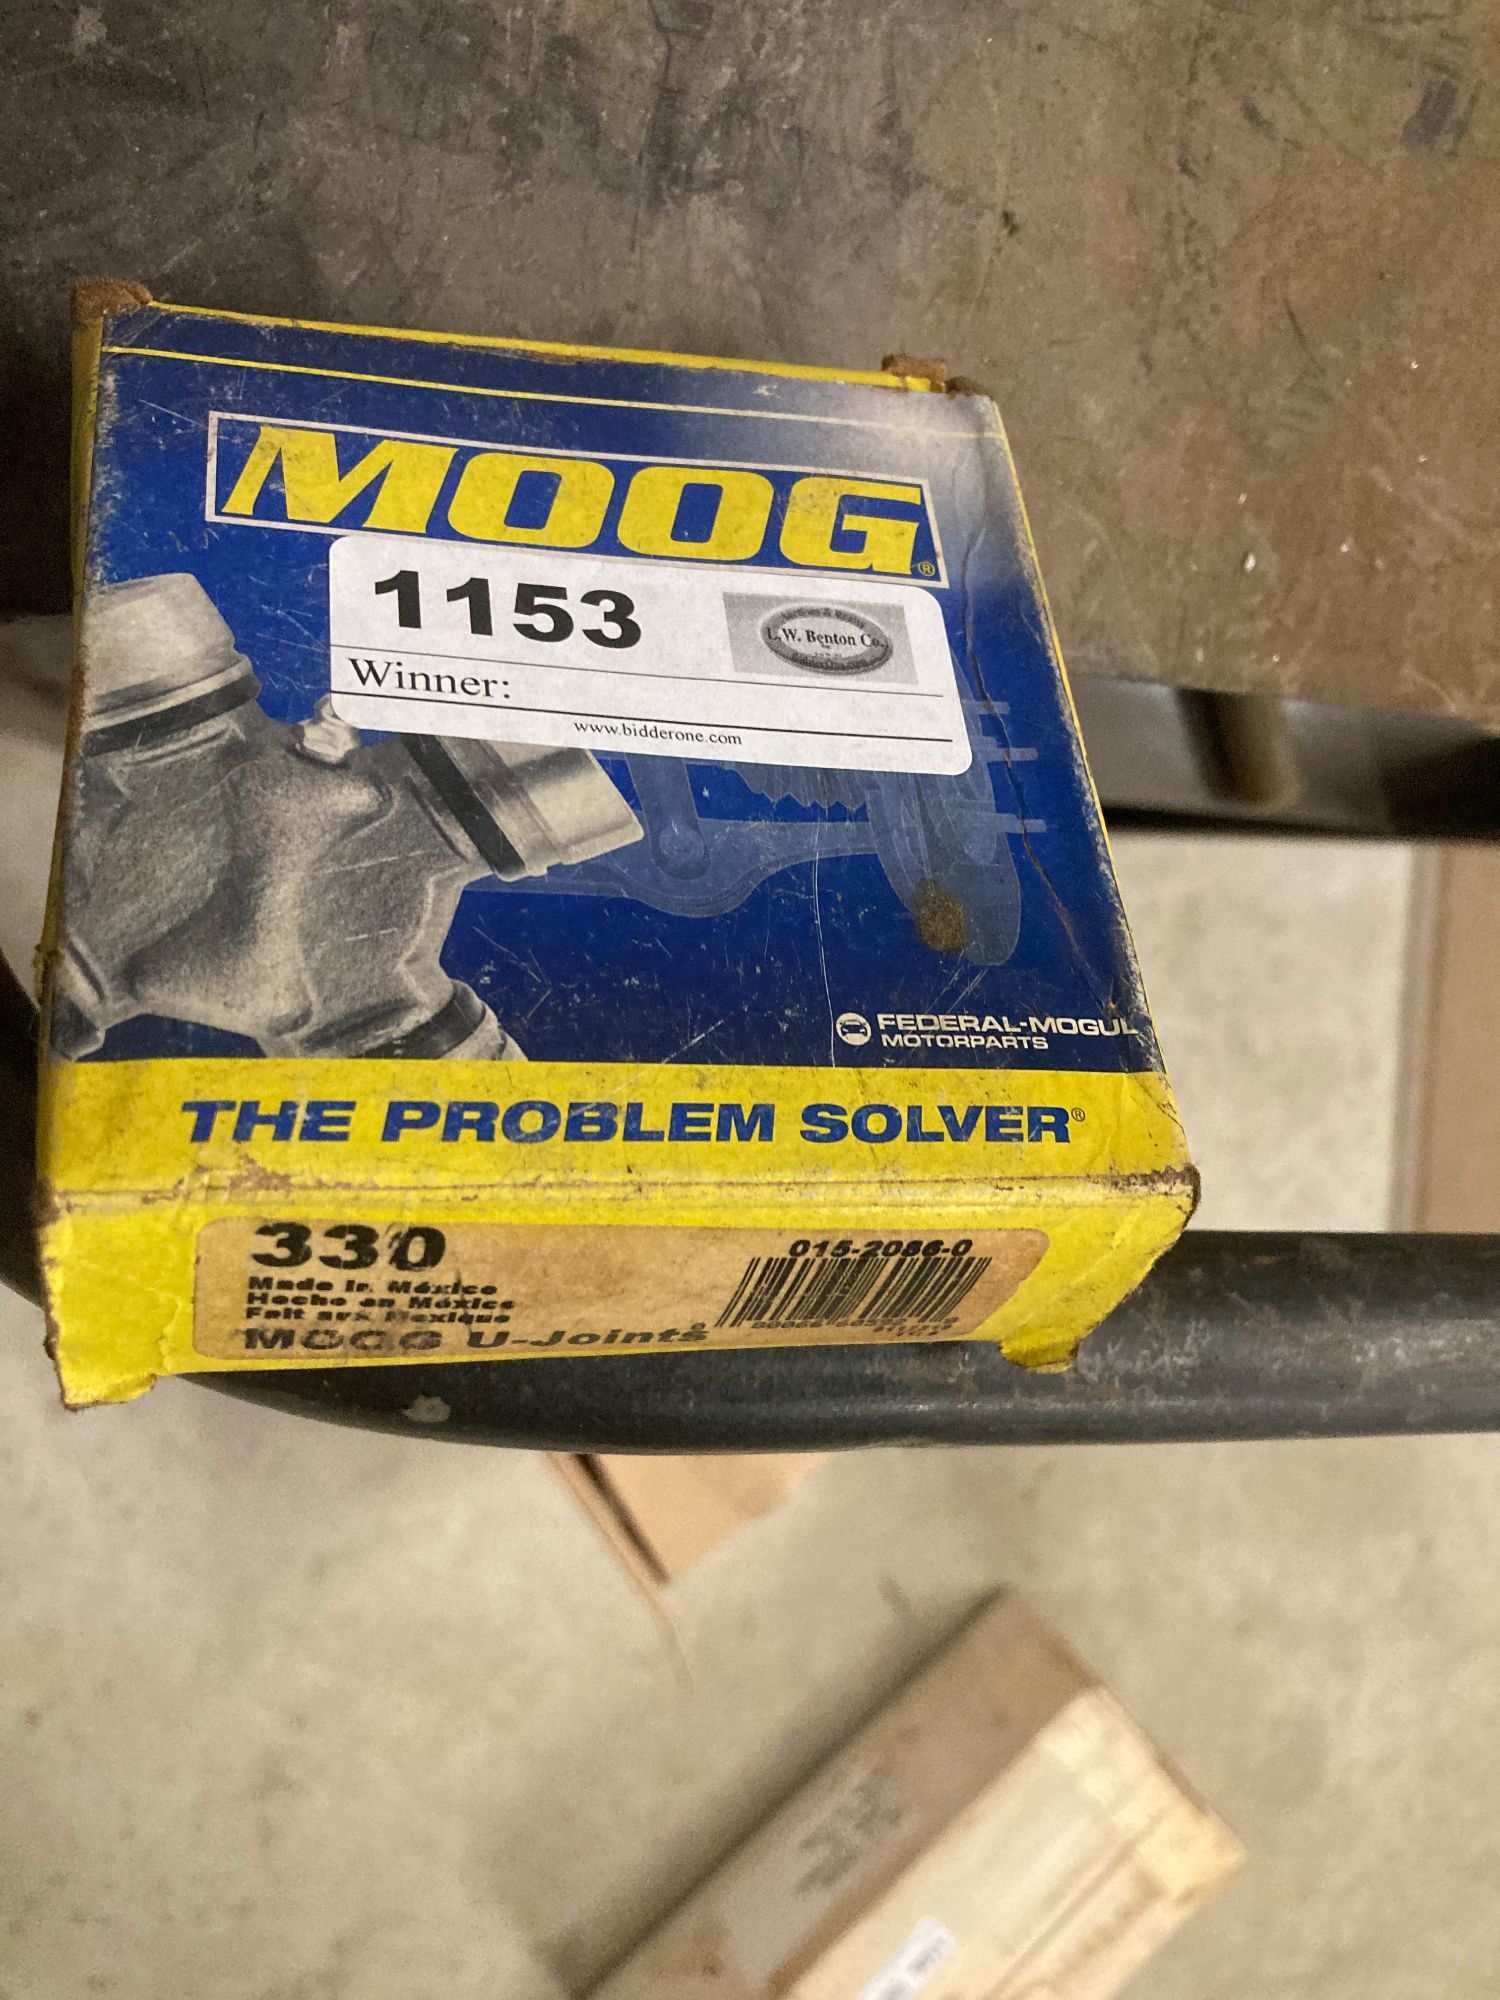 MOOG®
1153
L.W. Benton Co.
Winner:
www.bidderone.com
FEDERAL-MOGUL
MOTORPARTS
THE PROBLEM SOLVER®
330
015-2086-0
Made In México
Hecho en México
Fait aux Mexique
MOOG U-Joints®